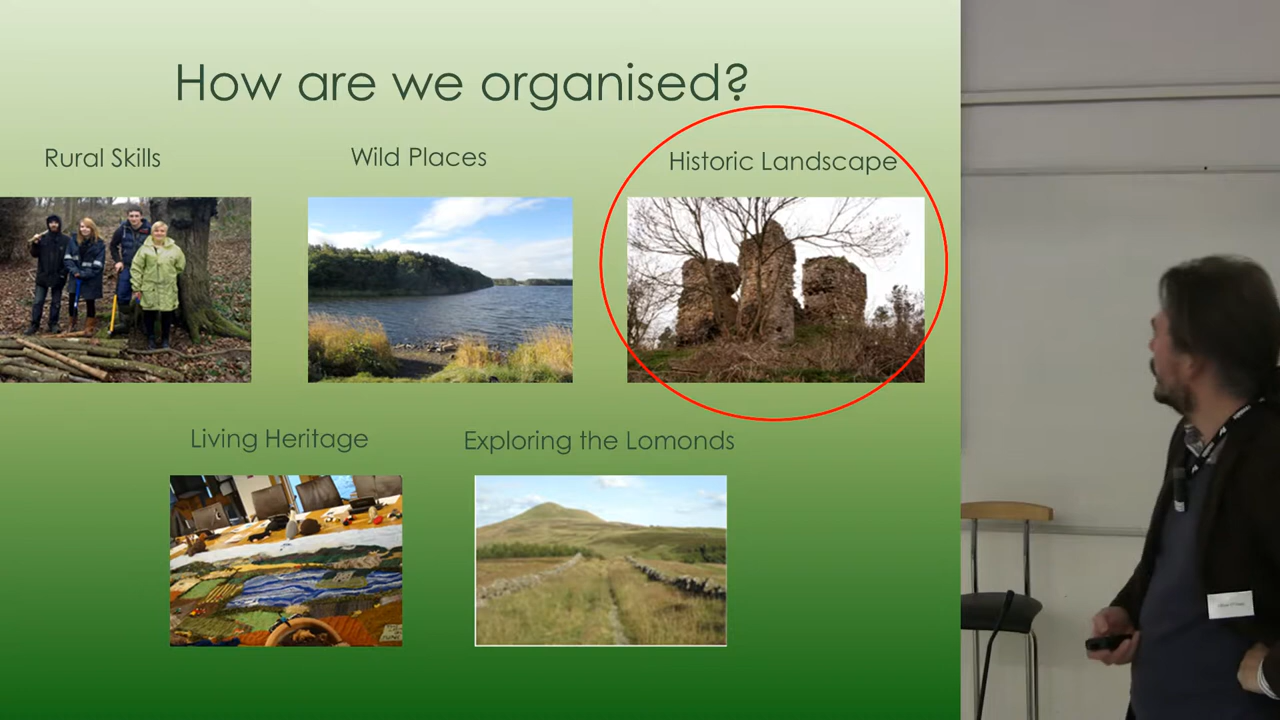 How are we organised?
Rural Skills
Wild Places
Historic Landscape
Living Heritage
Exploring the Lomonds